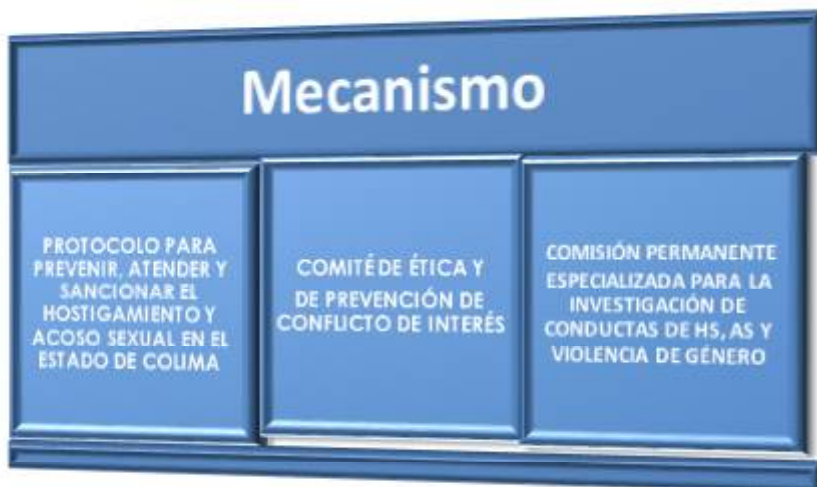 Mecanismo
PROTOCOLO PARA
PREVENIR, ATENDER Y
SANCIONAR EL
HOSTIGAMIENTO Y
ACOSO SEXUAL EN EL
ESTADO DE COLIMA
COMITÉ DE ÉTICA Y
DE PREVENCIÓN DE
CONFLICTO DE INTERÉS
COMISIÓN PERMANENTE
ESPECIALIZADA PARA LA
INVESTIGACIÓN DE
CONDUCTAS DE HS, AS Y
VIOLENCIA DE GÉNERO